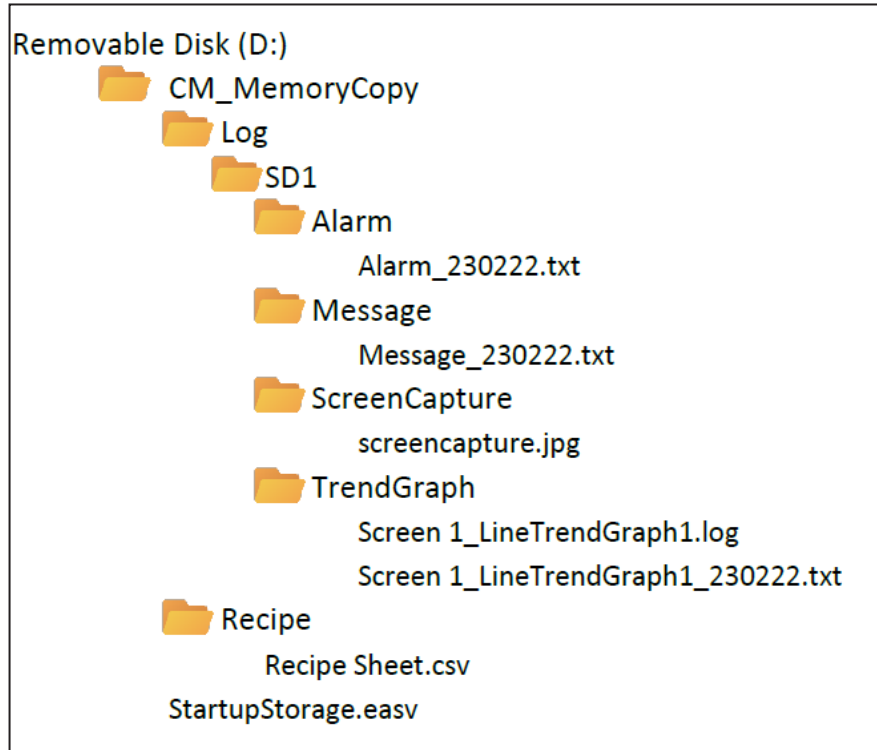 Removable Disk (D:)
CM_MemoryCopy
Log
SD1
Alarm
Alarm_230222.txt
Message
Message_230222.txt
ScreenCapture
screencapture.jpg
TrendGraph
Screen 1_LineTrendGraph1.log
Screen 1_LineTrendGraph1_230222.txt
Recipe
Recipe Sheet.csv
StartupStorage.easv